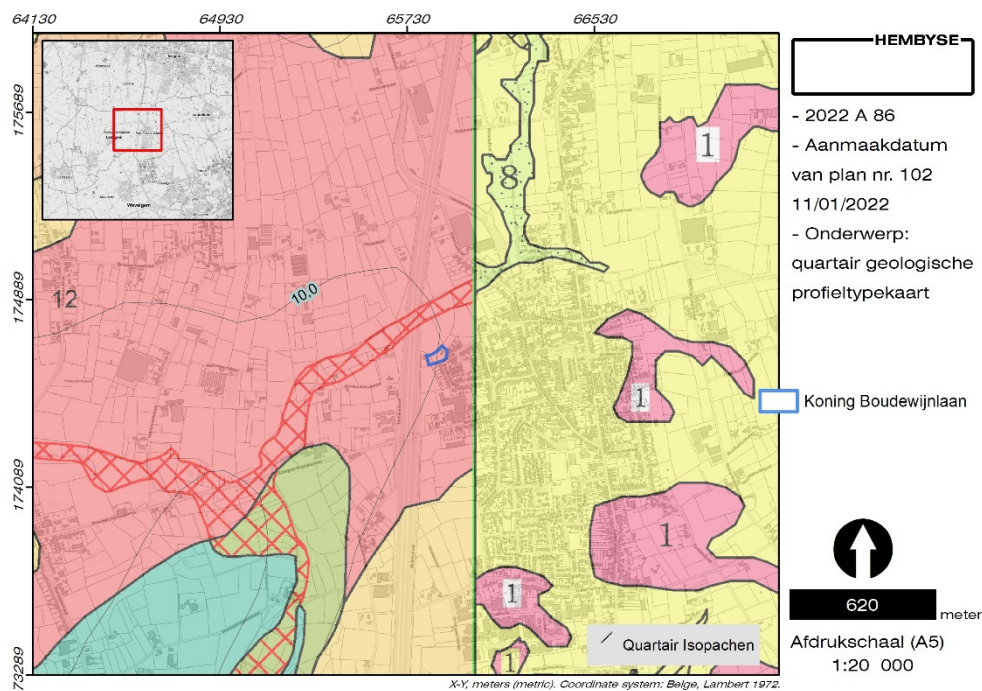 64130 64930 65730 66530
HEMBYSE
175689
174889
174089
73289
- 2022 A 86
- Aanmaakdatum
van plan nr. 102
11/01/2022
- Onderwerp:
quartair geologische
profieltypekaart
Wevelgem
1
8
12
10,0
1
1
1
1
Koning Boudewijnlaan
620 meter
Afdrukschaal (A5)
1:20 000
Quartair Isopachen
X-Y, meters (metric). Coordinate system: Belge, Lambert 1972.